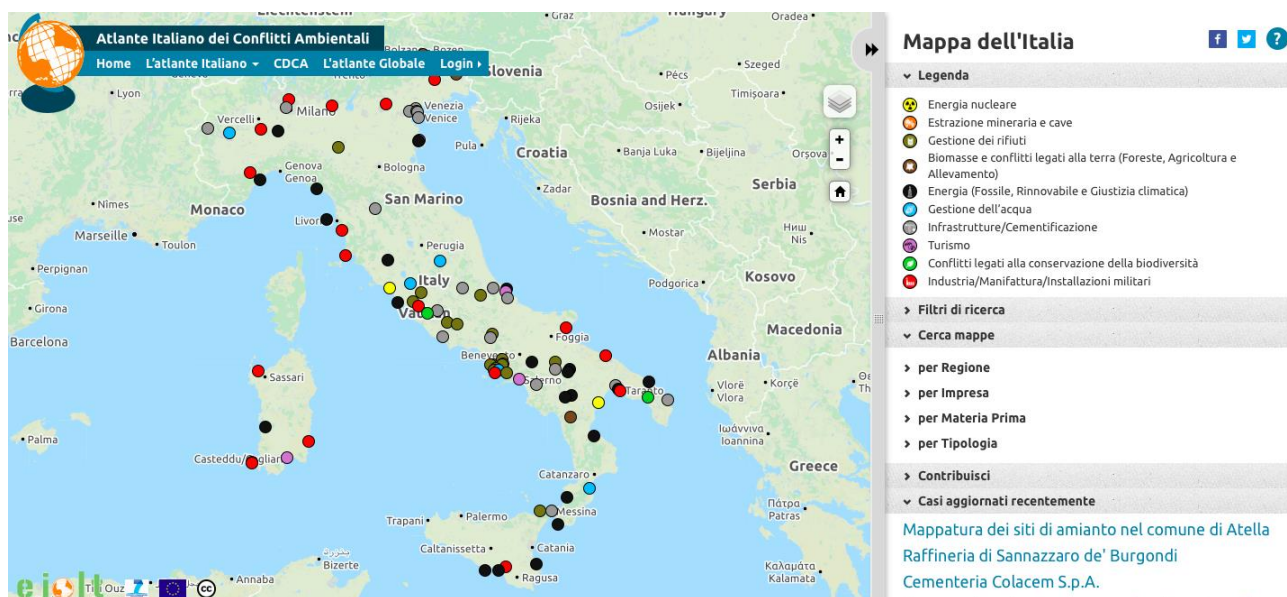 Atlante Italiano dei Conflitti Ambientali
Home L'atlante Italiano CDCA L'atlante Globale Login
Graz
Oradea
Lyon
Vercelli
Milano
Venezia
Venice
Slovenia
Pécs
Szeged
Timișoara
Osijek
Rijeka
Pula
Croatia
Banja Luka
Bijeljina
Genova
Genoa
Bologna
Zadar
Serbia
Nîmes
Monaco
San Marino
Bosnia and Herz.
Livor
Marseille
Toulon
Mostar
Ниш
Nis
Perugia
Perpignan
Italy
Podgorica
Kosovo
Girona
Foggia
Macedonia
Barcelona
Benevento
Albania
Sassari
Salerno
Taranto
Vlorë
Vlora
Korçë
Palma
Ιωάννινα
Ioannina
Casteddu/
Catanzaro
Greece
Trapani
Palermo
Messina
Πάτρα
Patras
Caltanissetta
Catania
بنزرت
Bizerte
Annaba
Ragusa
Καλαμάτα
Kalamata
ejolt
cc
Mappa dell'Italia
Legenda
Energia nucleare
Estrazione mineraria e cave
Gestione dei rifiuti
Biomasse e conflitti legati alla terra (Foreste, Agricoltura e
Allevamento)
Energia (Fossile, Rinnovabile e Giustizia climatica)
Gestione dell'acqua
Infrastrutture/Cementificazione
Turismo
Conflitti legati alla conservazione della biodiversità
Industria/Manifattura/Installazioni militari
Filtri di ricerca
Cerca mappe
per Regione
per Impresa
per Materia Prima
per Tipologia
Contribuisci
Casi aggiornati recentemente
Mappatura dei siti di amianto nel comune di Atella
Raffineria di Sannazzaro de' Burgondi
Cementeria Colacem S.p.A.